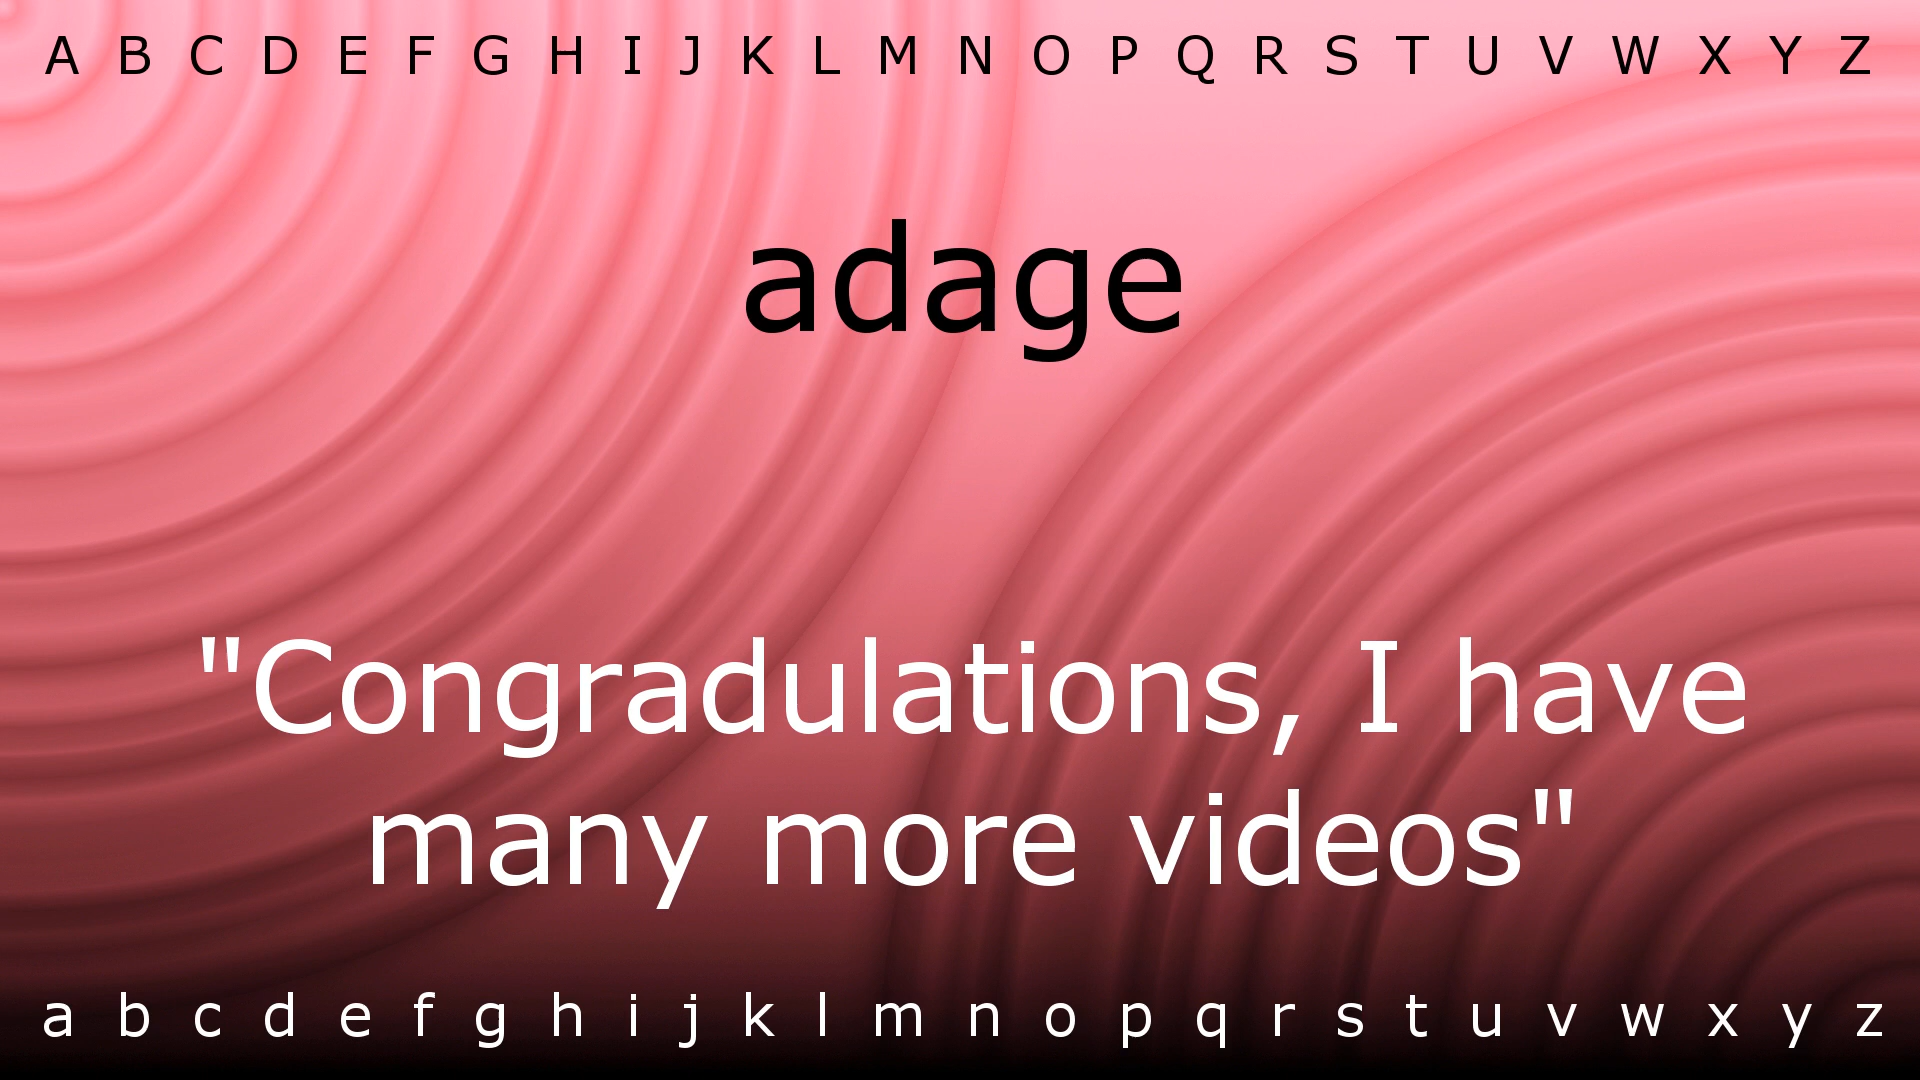 A B C D E F G H I J K L M N O P Q R S T U V W X Y Z
adage
"Congradulations, I have
many more videos"
a b c d e f g h i j k l m n o p q r s t u v w x y z